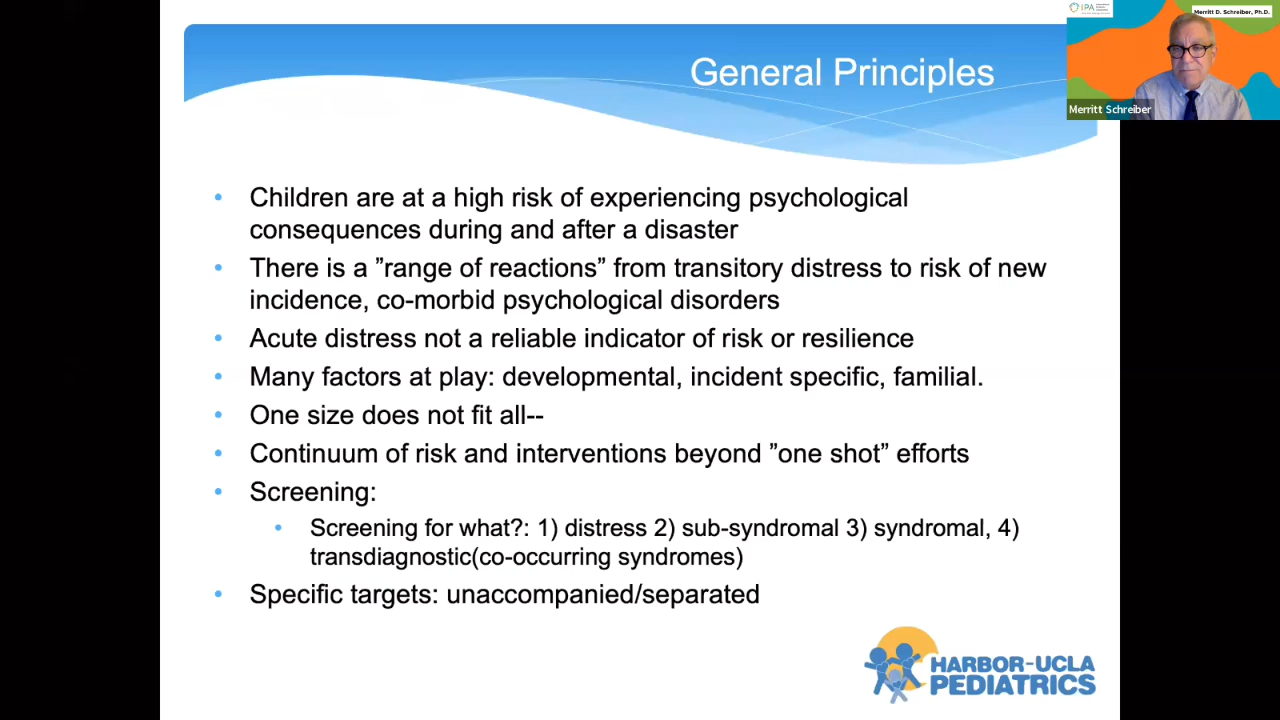 General Principles
IPA
Merritt D. Schreiber, Ph.D.
Merritt Schreiber
• Children are at a high risk of experiencing psychological
consequences during and after a disaster
• There is a ”range of reactions” from transitory distress to risk of new
incidence, co-morbid psychological disorders
• Acute distress not a reliable indicator of risk or resilience
• Many factors at play: developmental, incident specific, familial.
• One size does not fit all--
• Continuum of risk and interventions beyond ”one shot” efforts
• Screening:
• Screening for what?: 1) distress 2) sub-syndromal 3) syndromal, 4)
transdiagnostic(co-occurring syndromes)
• Specific targets: unaccompanied/separated
HARBOR-UCLA
PEDIATRICS